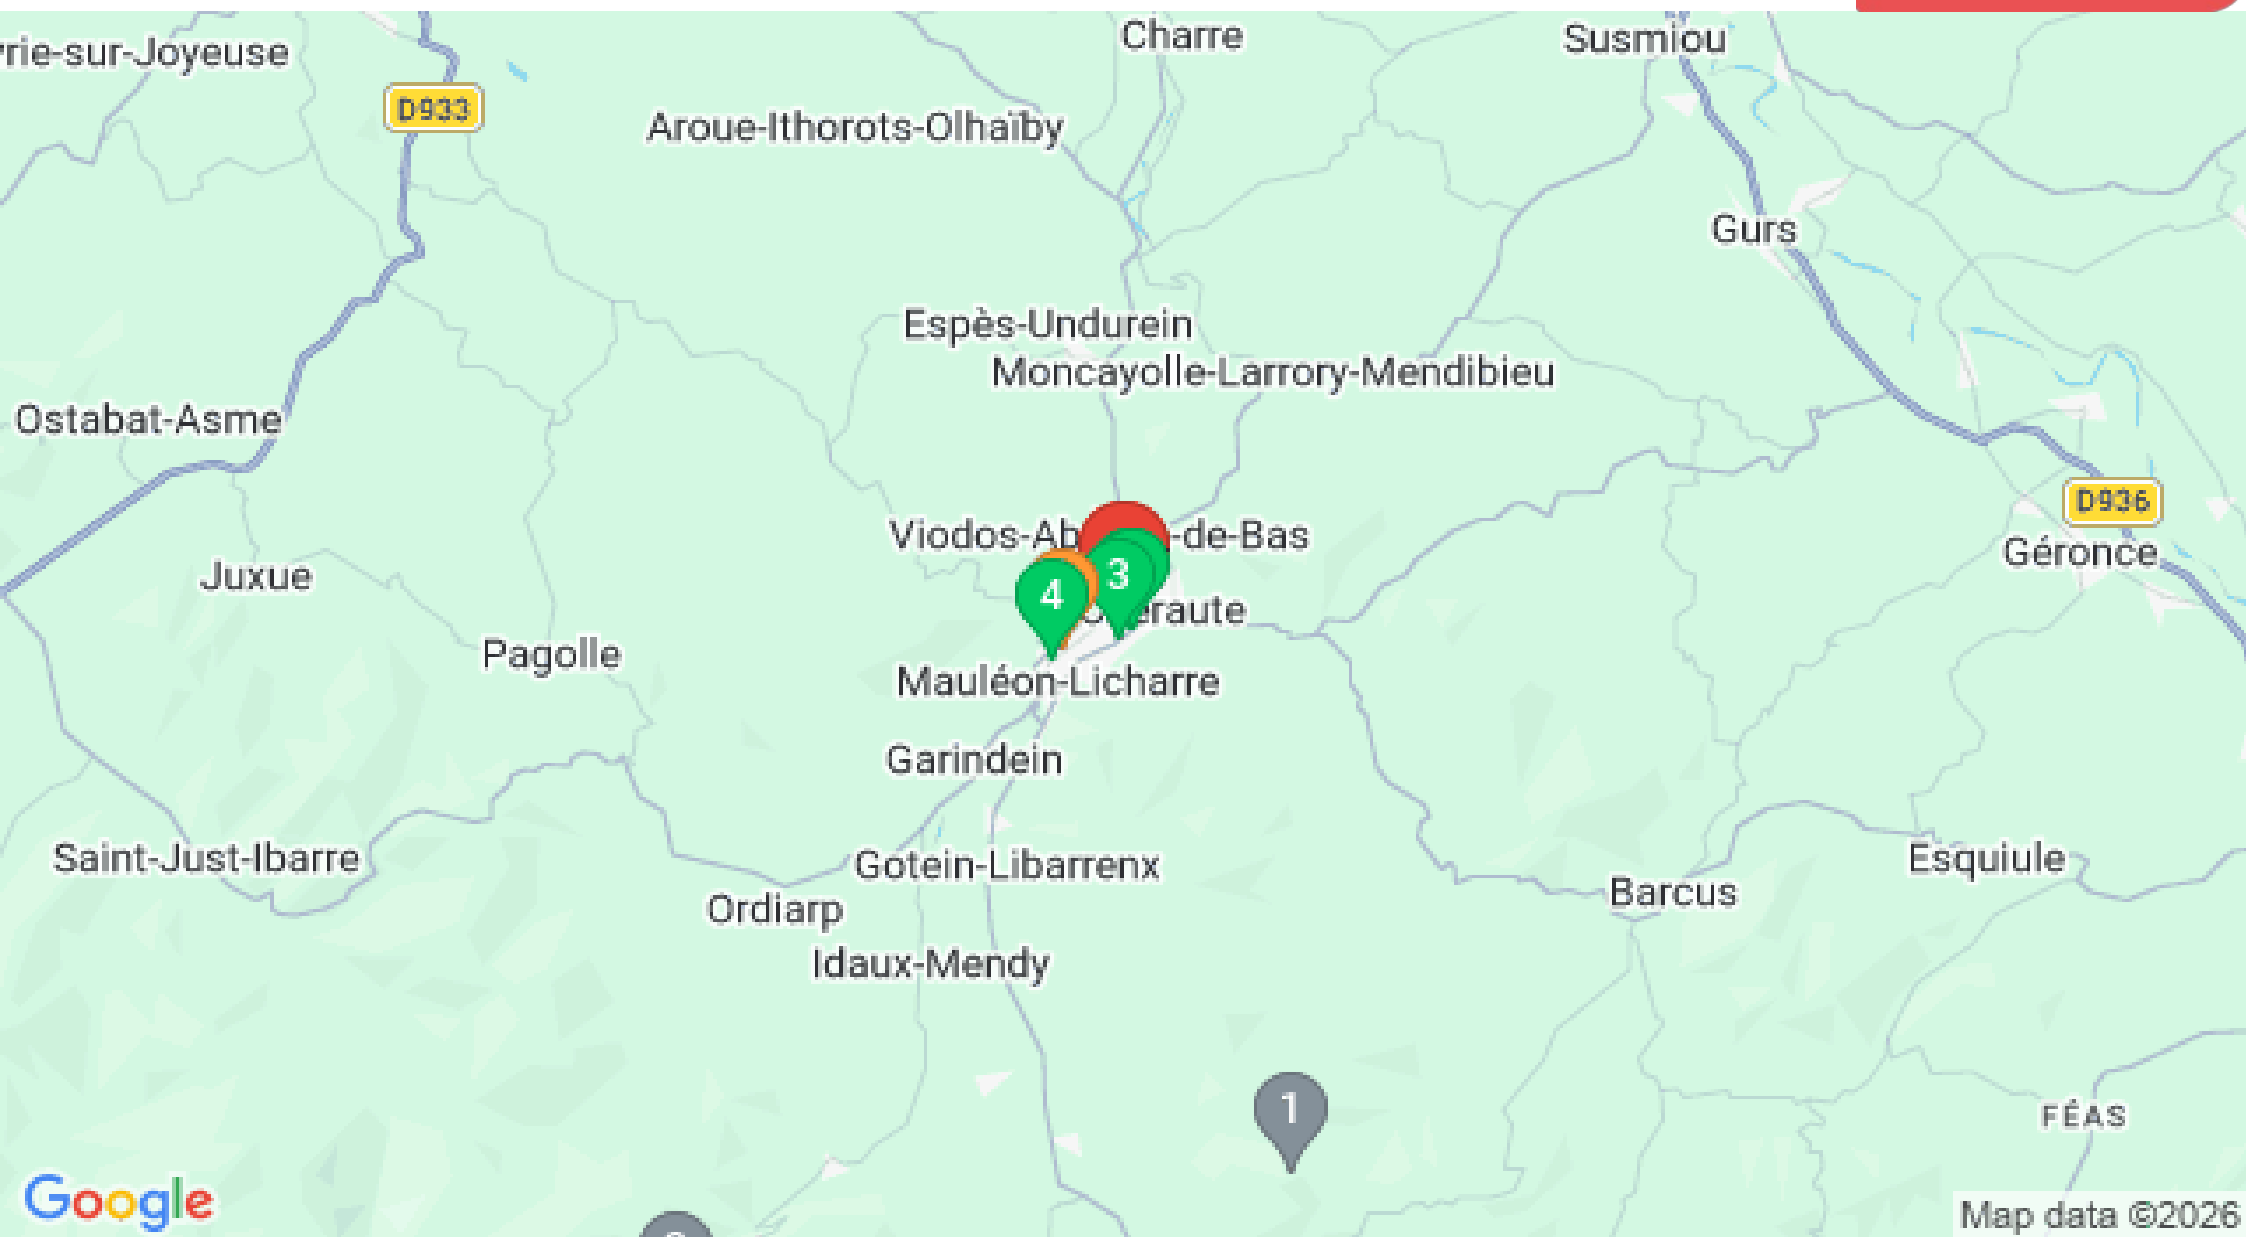 Charre
Susmiou
rie-sur-Joyeuse
D933
Aroue-Ithorots-Olhaïby
Gurs
Espès-Undurein
Moncayolle-Larrory-Mendibieu
Ostabat-Asme
D936
Viodos-Ab -de-Bas
Géronce
Juxue
3
4
eraute
Pagolle
Mauléon-Licharre
Garindein
Saint-Just-Ibarre
Gotein-Libarrenx
Esquiule
Barcus
Ordiarp
Idaux-Mendy
1
FÉAS
Google
Map data ©2026